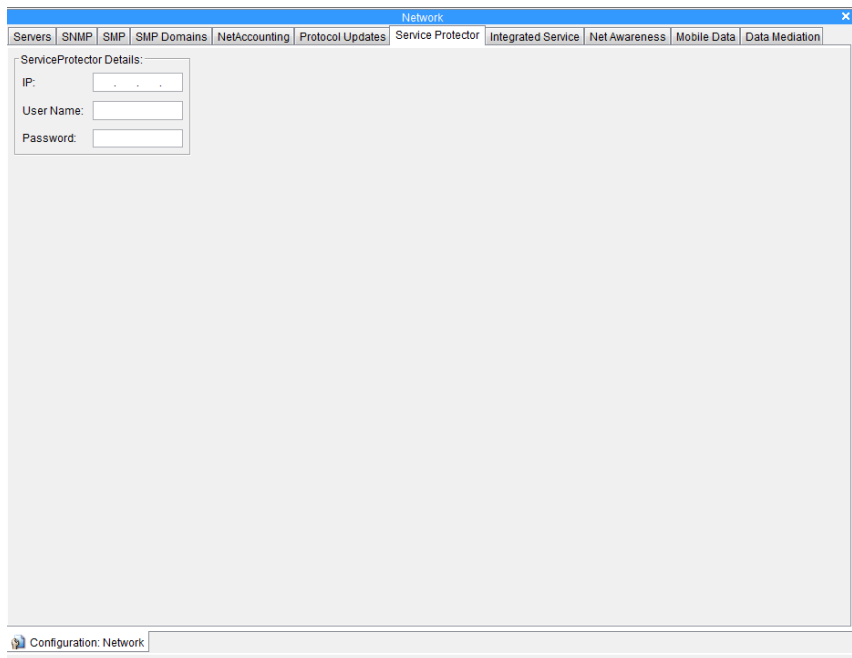 Network
Servers SNMP SMP SMP Domains NetAccounting Protocol Updates Service Protector Integrated Service Net Awareness Mobile Data Data Mediation
ServiceProtector Details:
IP: . . .
User Name:
Password:
Configuration: Network